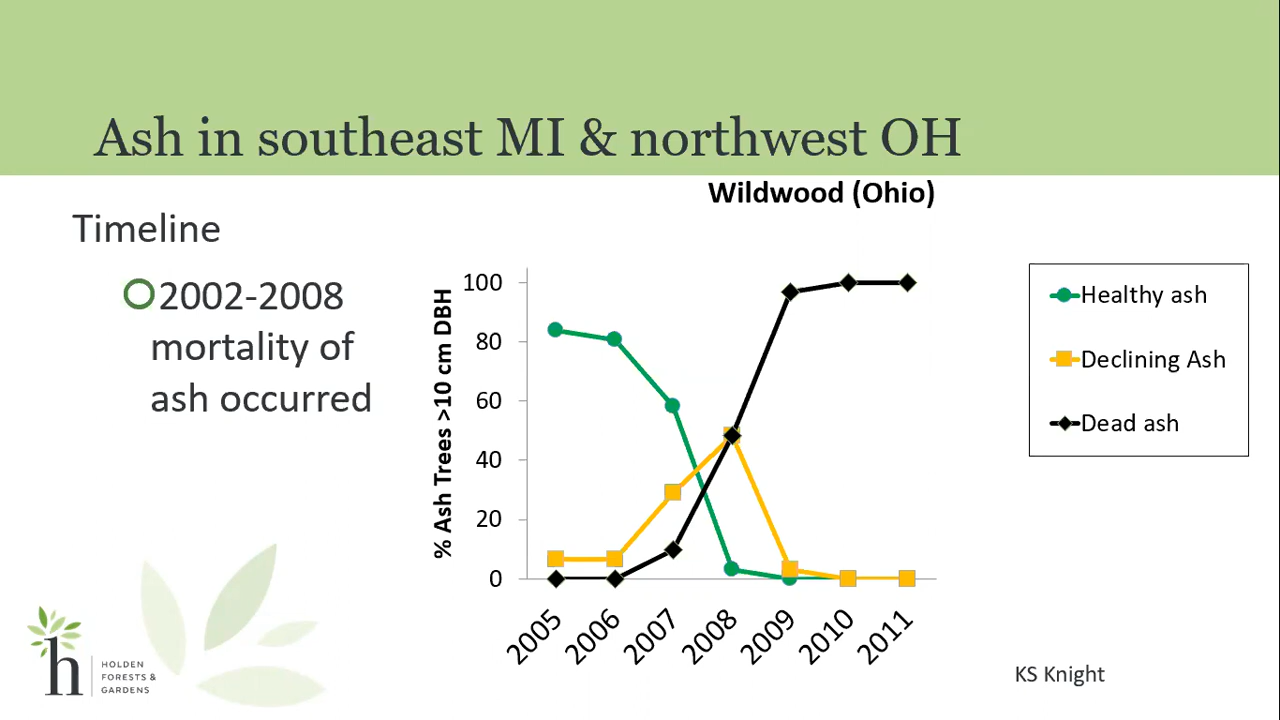 Ash in southeast MI & northwest OH
Timeline
2002-2008
mortality of
ash occurred
Wildwood (Ohio)
% Ash Trees >10 cm DBH
100
80
60
40
20
0
2005
2006
2007
2008
2009
2010
2011
Healthy ash
Declining Ash
Dead ash
h
HOLDEN
FORESTS &
GARDENS
KS Knight